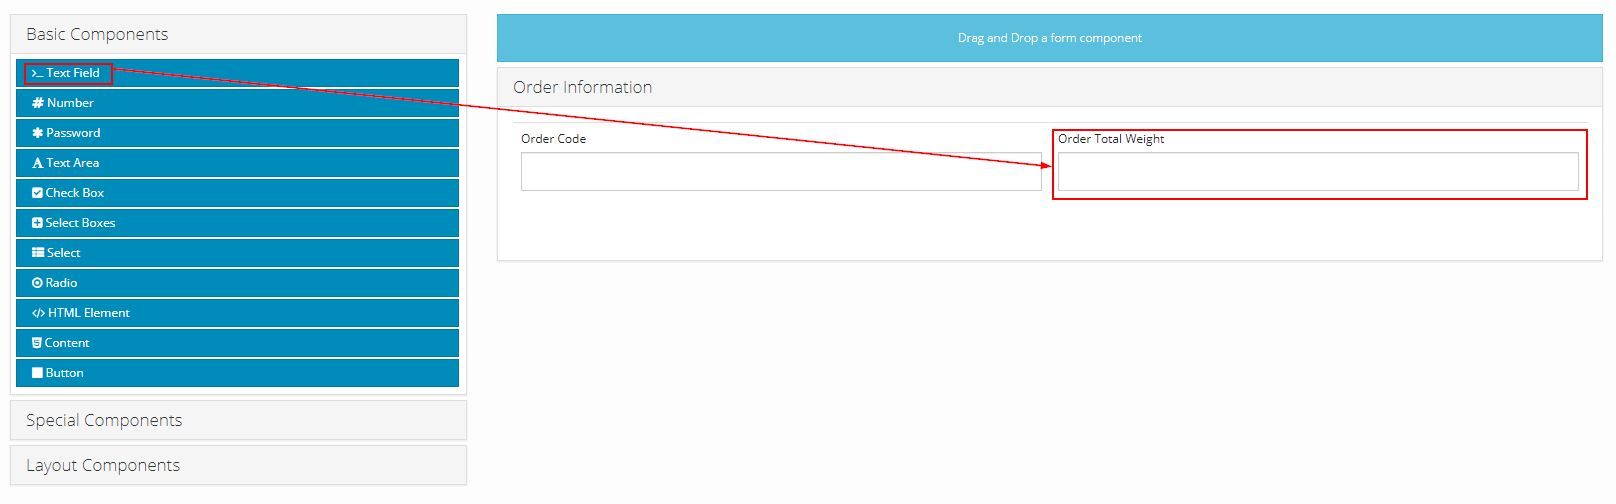 Basic Components
Text Field
Number
Password
Text Area
Check Box
Select Boxes
Select
Radio
HTML Element
Content
Button
Special Components
Layout Components
Drag and Drop a form component
Order Information
Order Code
Order Total Weight